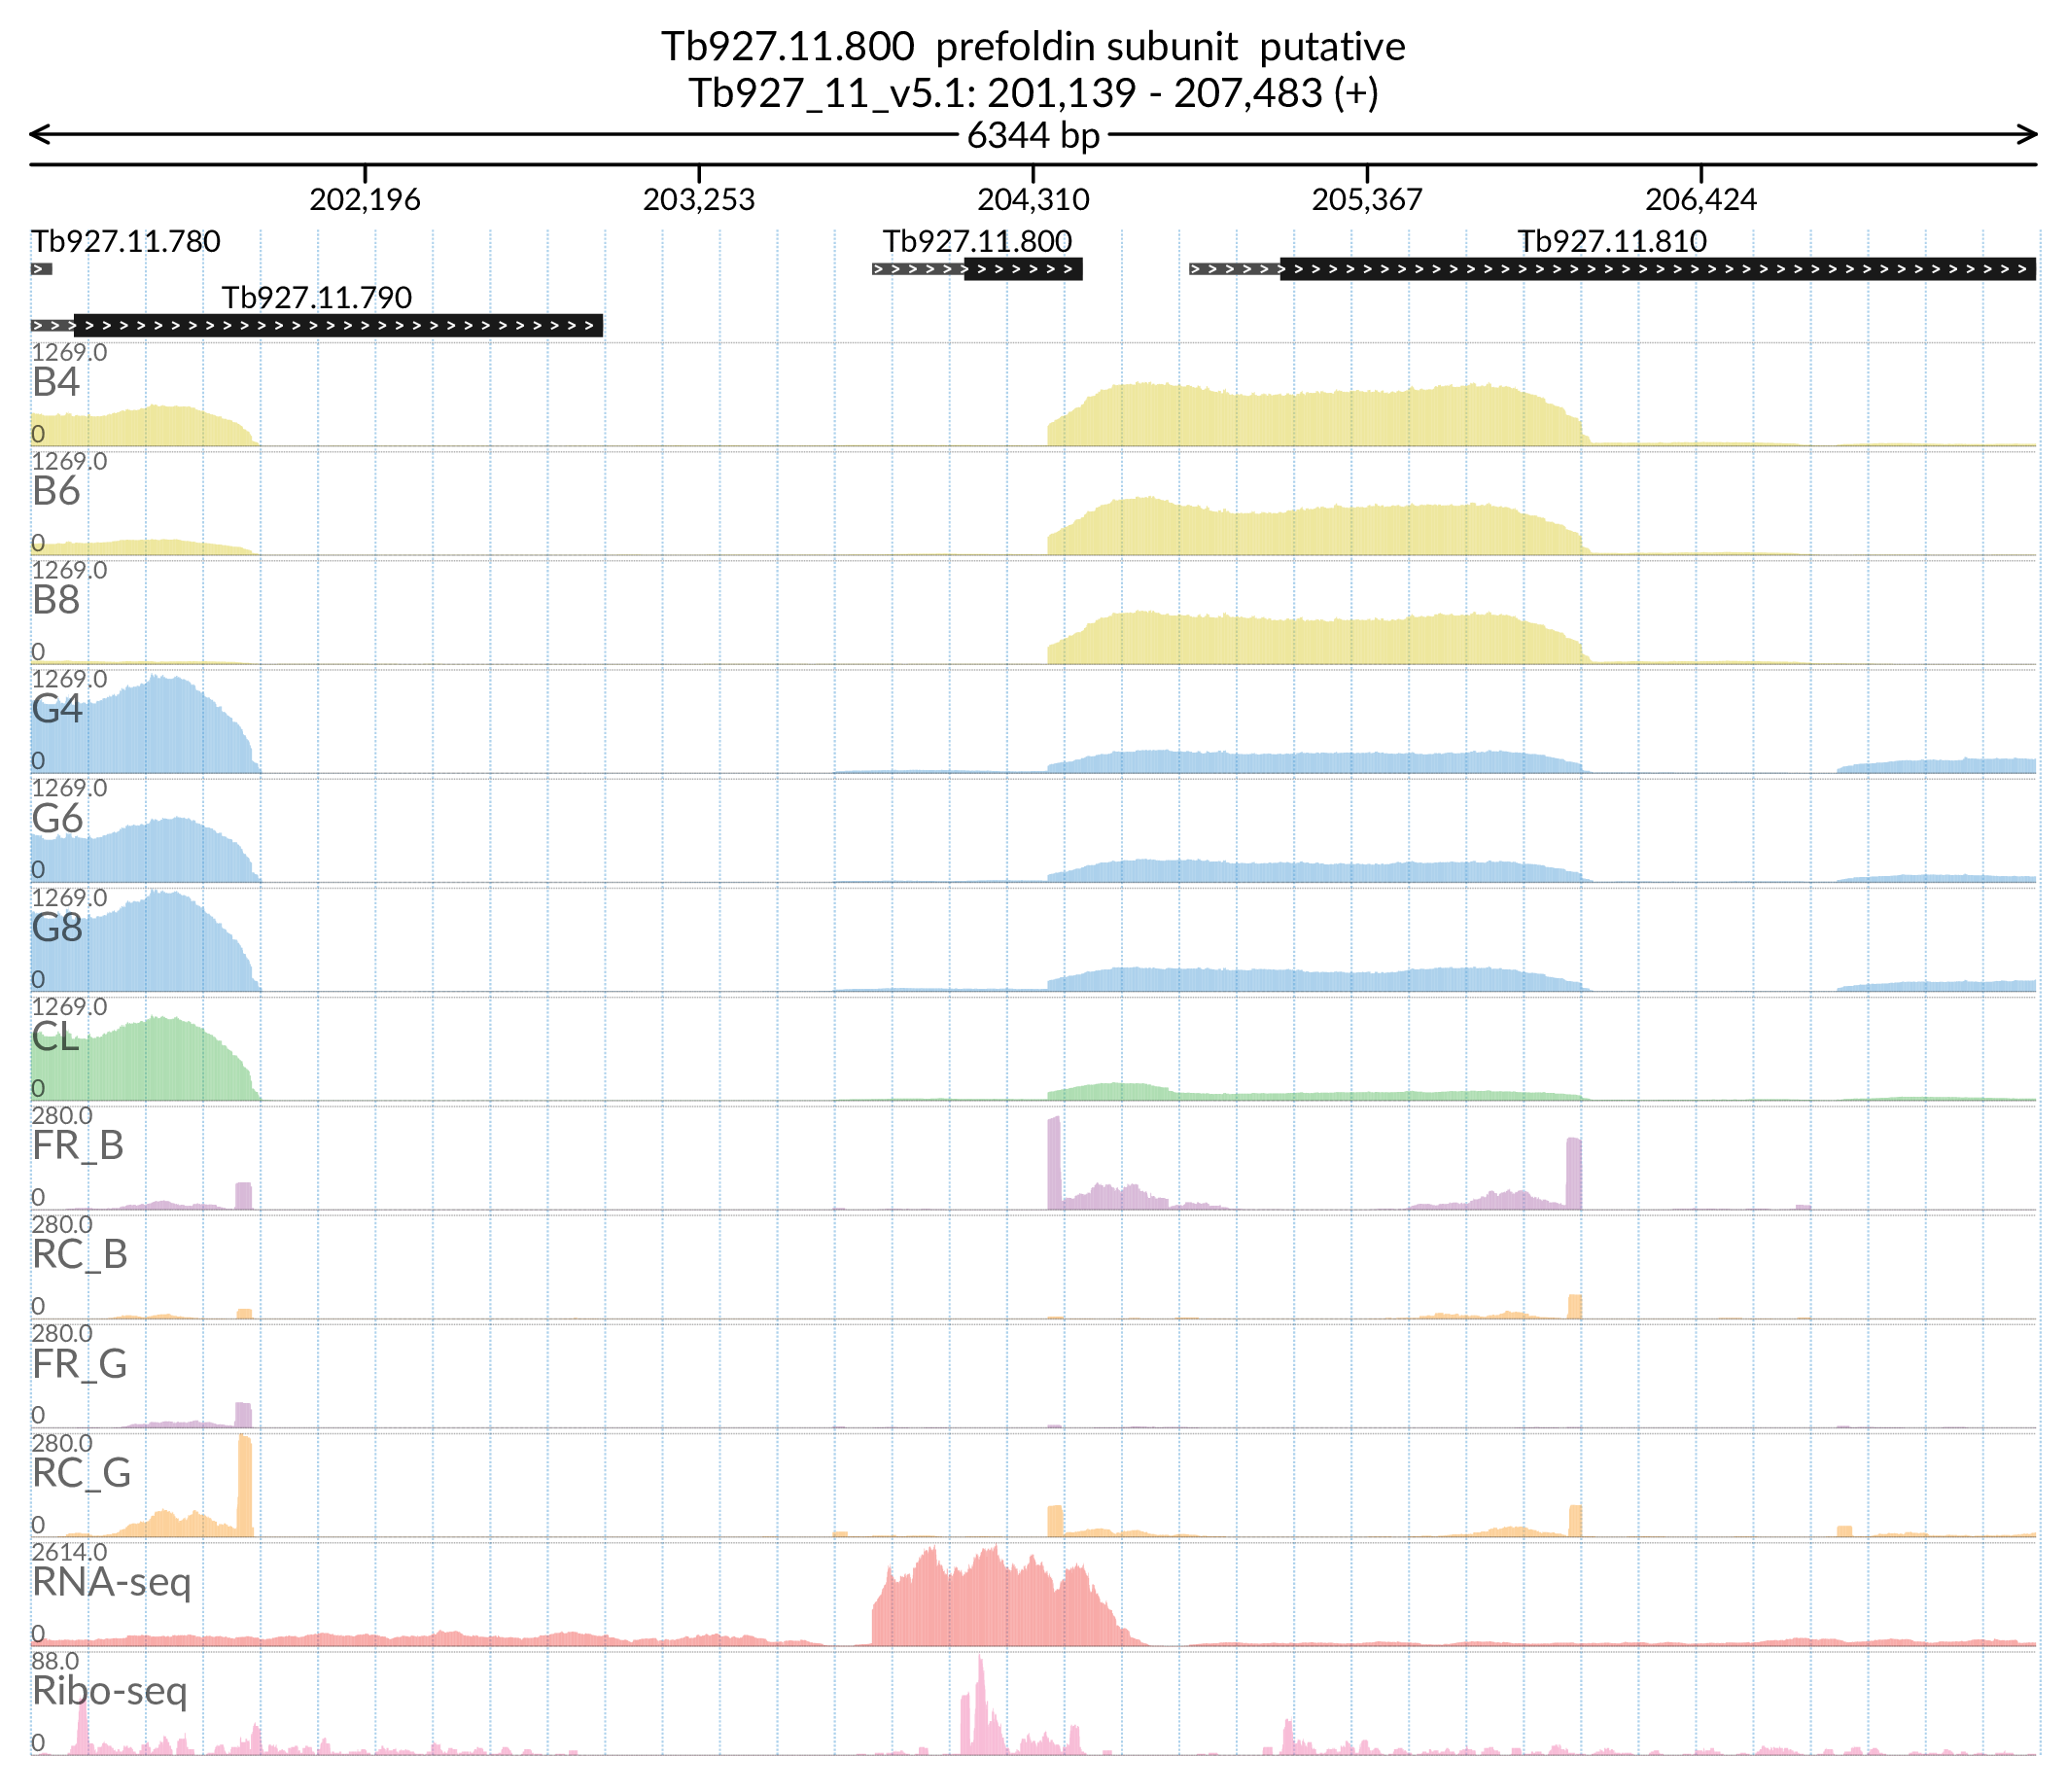 Tb927.11.800  prefoldin subunit  putative
Tb927_11_v5.1: 201,139 - 207,483 (+)
6344 bp
202,196 203,253 204,310 205,367 206,424
Tb927.11.780 Tb927.11.800 Tb927.11.810
Tb927.11.790
1269.0
B4
0
1269.0
B6
0
1269.0
B8
0
1269.0
G4
0
1269.0
G6
0
1269.0
G8
0
1269.0
CL
0
280.0
FR_B
0
280.0
RC_B
0
280.0
FR_G
0
280.0
RC_G
0
2614.0
RNA-seq
0
88.0
Ribo-seq
0